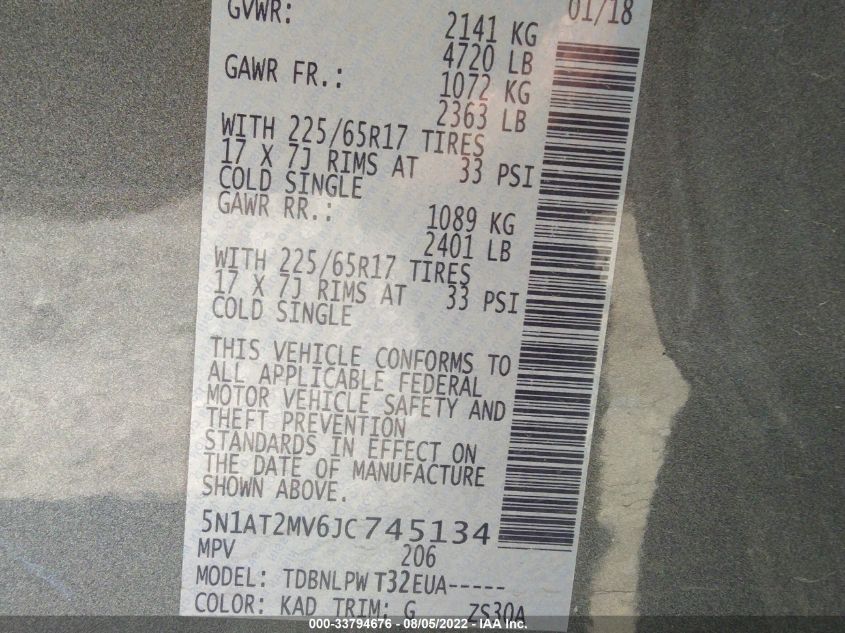 GVWR: 01/18
2141 KG
4720 LB
GAWR FR.: 1072 KG
2363 LB
WITH 225/65R17 TIRES
17 X 7J RIMS AT 33 PSI
COLD SINGLE
GAWR RR.: 1089 KG
2401 LB
WITH 225/65R17 TIRES
17 X 7J RIMS AT 33 PSI
COLD SINGLE
THIS VEHICLE CONFORMS TO
ALL APPLICABLE FEDERAL
MOTOR VEHICLE SAFETY AND
THEFT PREVENTION
STANDARDS IN EFFECT ON
THE DATE OF MANUFACTURE
SHOWN ABOVE.
5N1AT2MV6JC745134
MPV 206
MODEL: TDBNLPWT32EUA-----
COLOR: KAD TRIM: G ZS30A
000-33794676 - 08/05/2022 - IAA Inc.